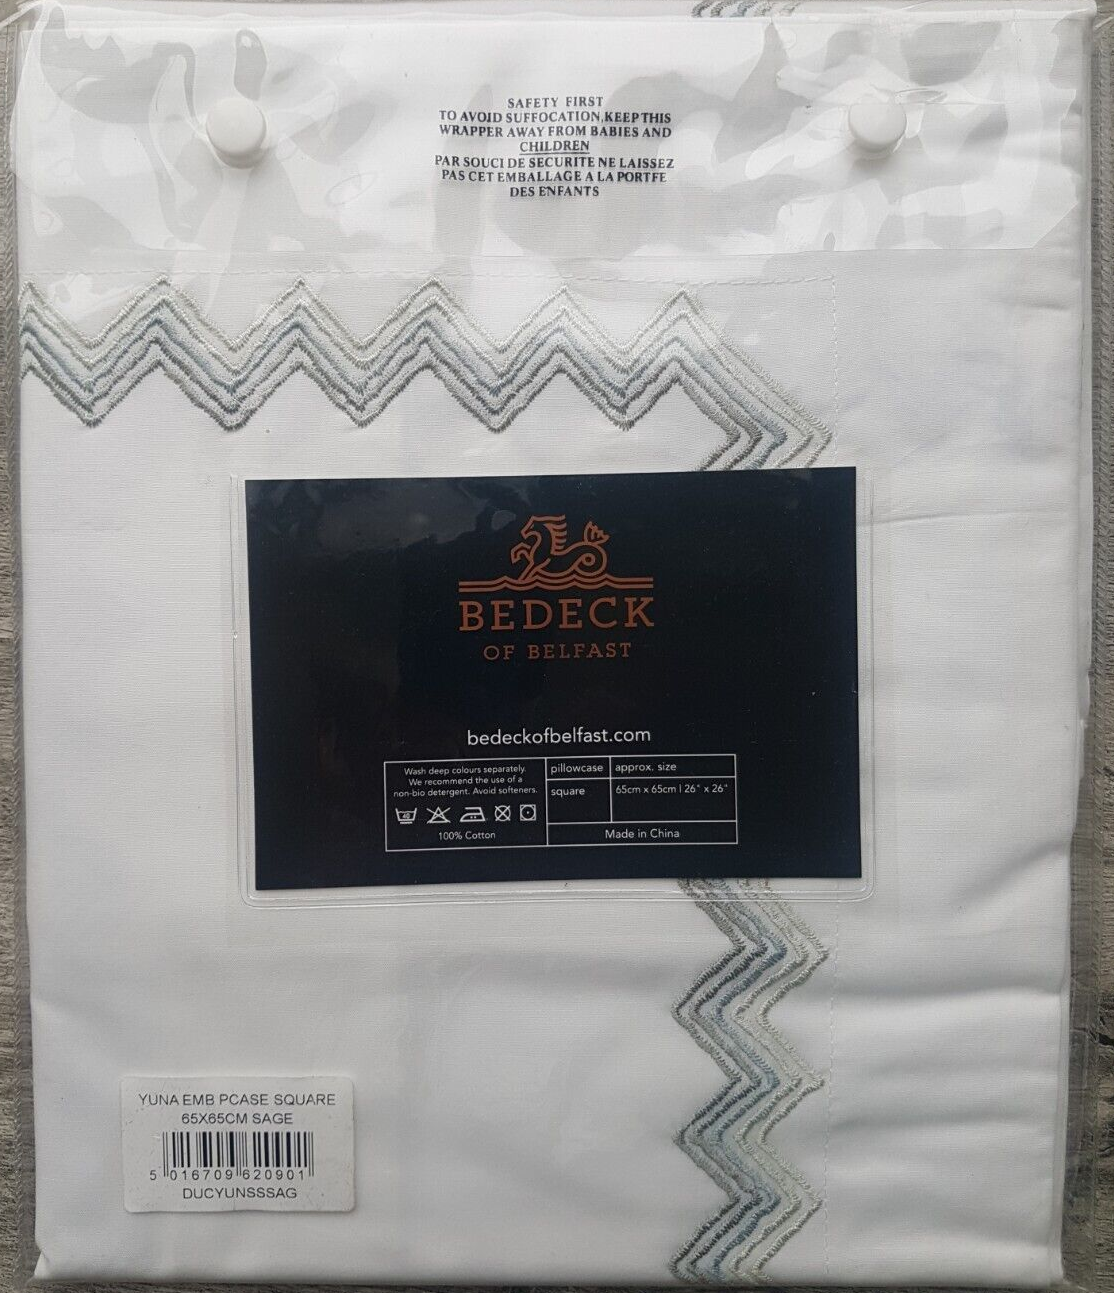 SAFETY FIRST
TO AVOID SUFFOCATION,KEEP THIS
WRAPPER AWAY FROM BABIES AND
CHILDREN
PAR SOUCI DE SECURITE NE LAISSEZ
PAS CET EMBALLAGE A LA PORTFE
DES ENFANTS
BEDECK
OF BELFAST
bedeckofbelfast.com
Wash deep colours separately.
We recommend the use of a
non-bio detergent. Avoid softeners.
40
100% Cotton
pillowcase approx. size
square 65cm x 65cm | 26" x 26"
Made in China
YUNA EMB PCASE SQUARE
65X65CM SAGE
5 016709 620901
DUCYUNSSSAG